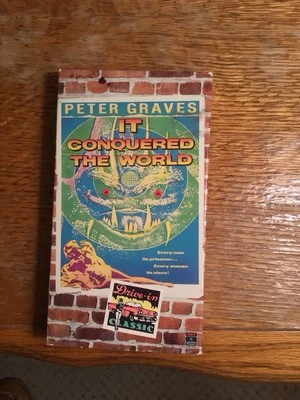 PETER GRAVES
IT
CONQUERED
THE WORLD
Every man
its prisoner...
Every woman
its slave!
Drive-in
CLASSIC